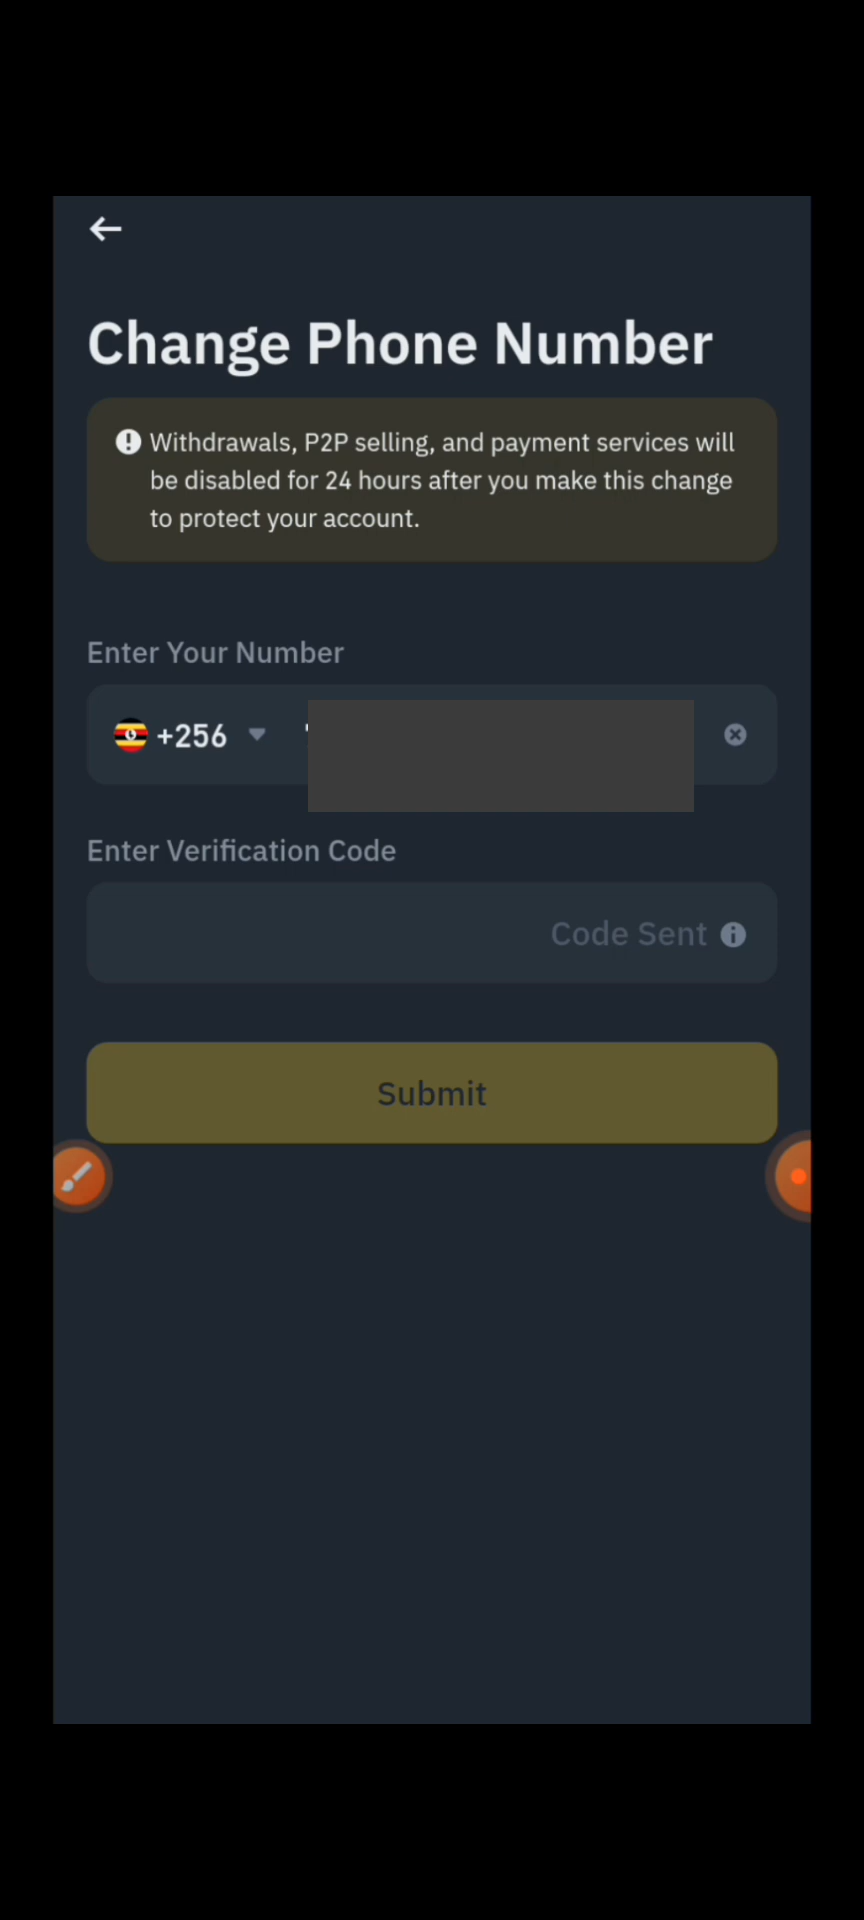 Change Phone Number
Withdrawals, P2P selling, and payment services will
be disabled for 24 hours after you make this change
to protect your account.
Enter Your Number
+256
Enter Verification Code
Code Sent
Submit